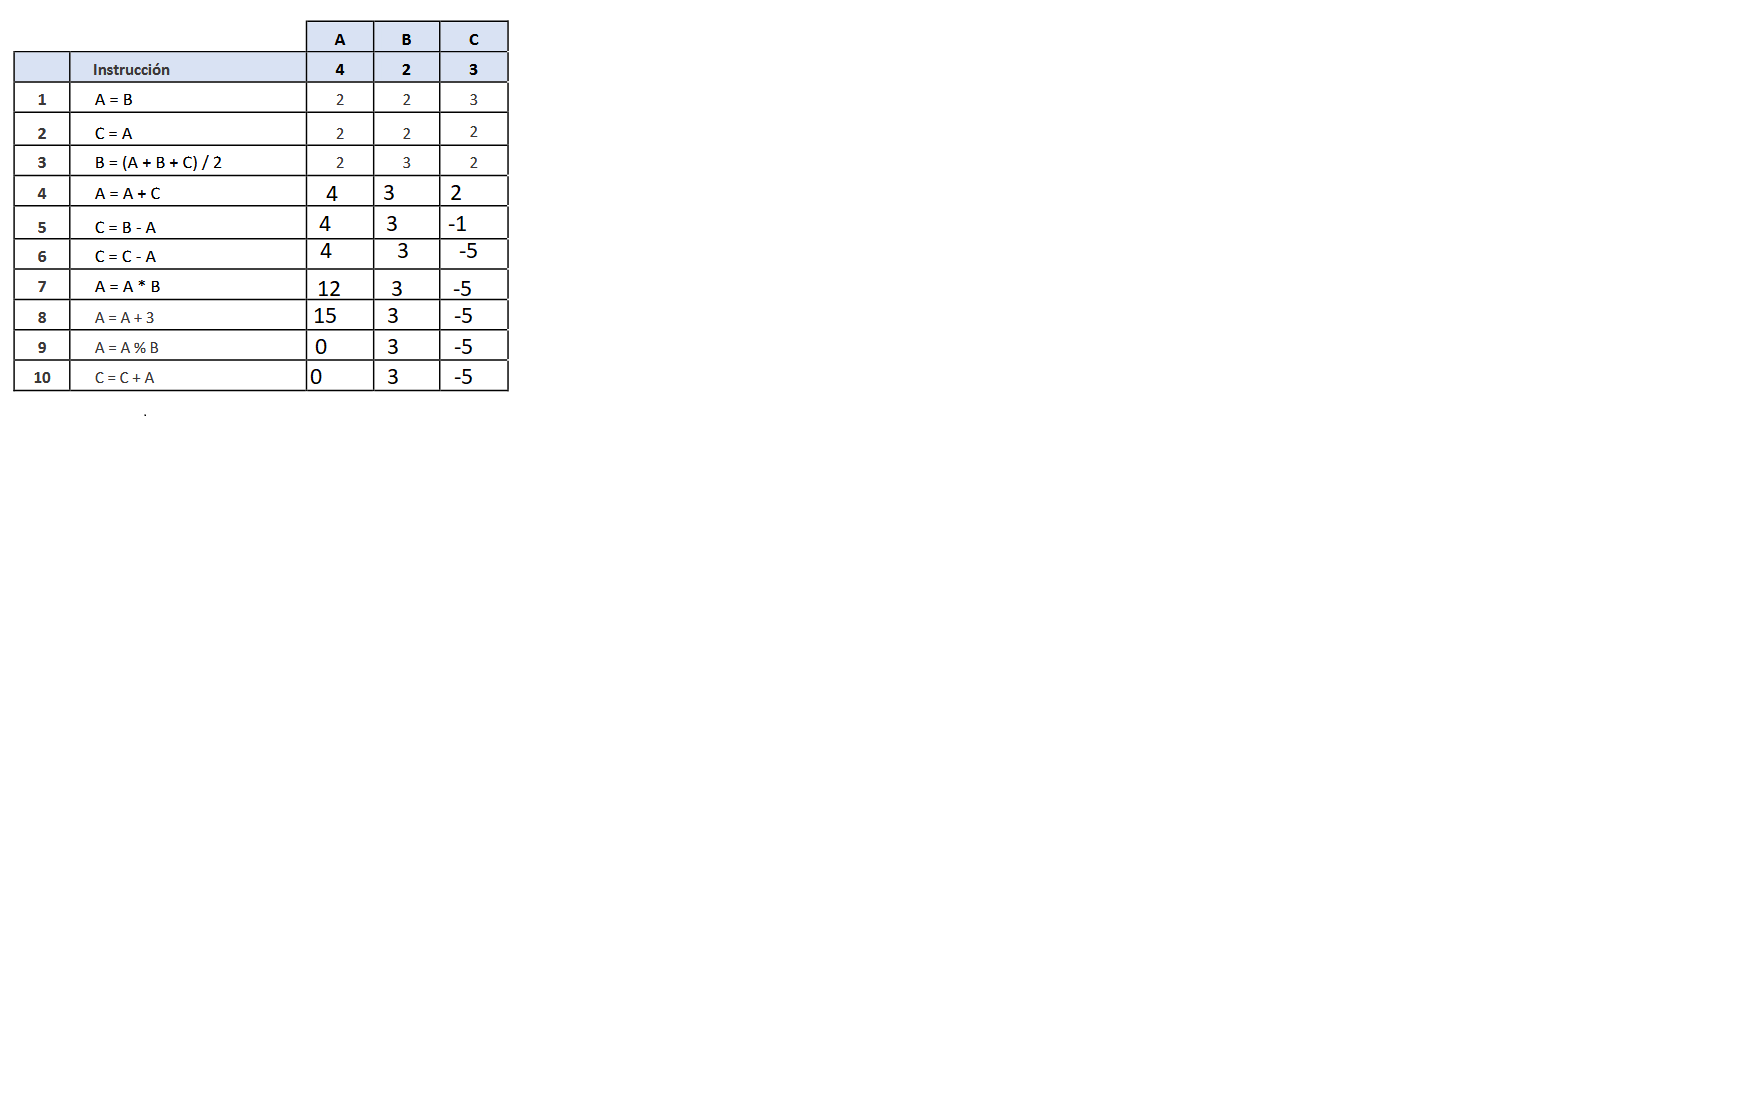 A B C
Instrucción 4 2 3
1 A = B 2 2 3
2 C = A 2 2 2
3 B = (A + B + C) / 2 2 3 2
4 A = A + C 4 3 2
5 C = B - A 4 3 -1
6 C = C - A 4 3 -5
7 A = A * B 12 3 -5
8 A = A + 3 15 3 -5
9 A = A % B 0 3 -5
10 C = C + A 0 3 -5
.